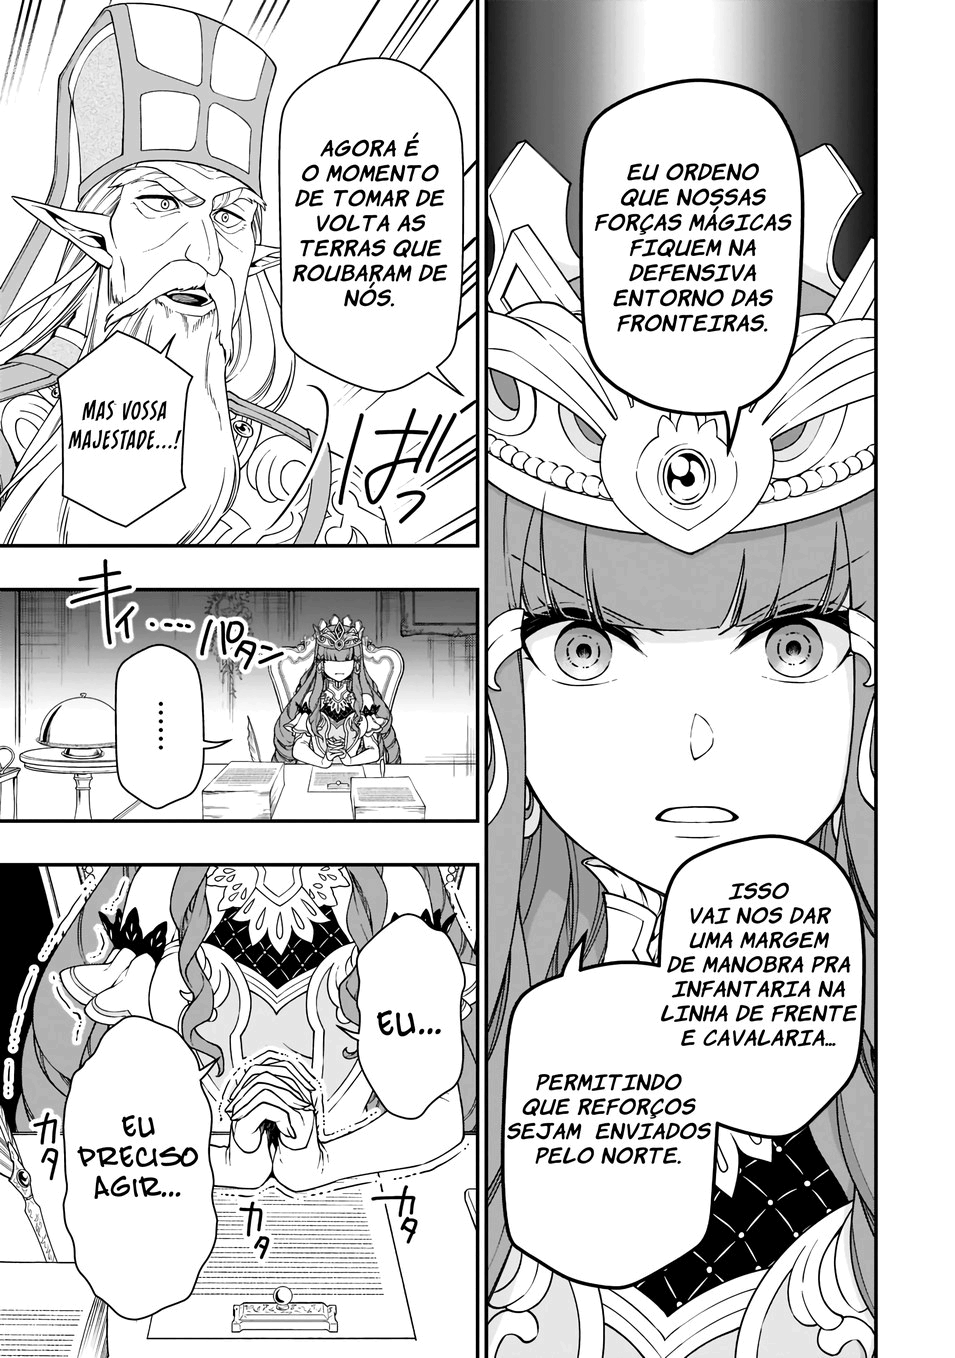 EU ORDENO
QUE NOSSAS
FORÇAS MÁGICAS
FIQUEM NA
DEFENSIVA
ENTORNO DAS
FRONTEIRAS.
ISSO
VAI NOS DAR
UMA MARGEM
DE MANOBRA PRA
INFANTARIA NA
LINHA DE FRENTE
E CAVALARIA...
PERMITINDO
QUE REFORÇOS
SEJAM ENVIADOS
PELO NORTE.
AGORA É
O MOMENTO
DE TOMAR DE
VOLTA AS
TERRAS QUE
ROUBARAM DE
NÓS.
MAS VOSSA
MAJESTADE...!
ばっ
キィ....
パタン
........
EU...
EU
PRECISO
AGIR...
カタ
カタ
カタ